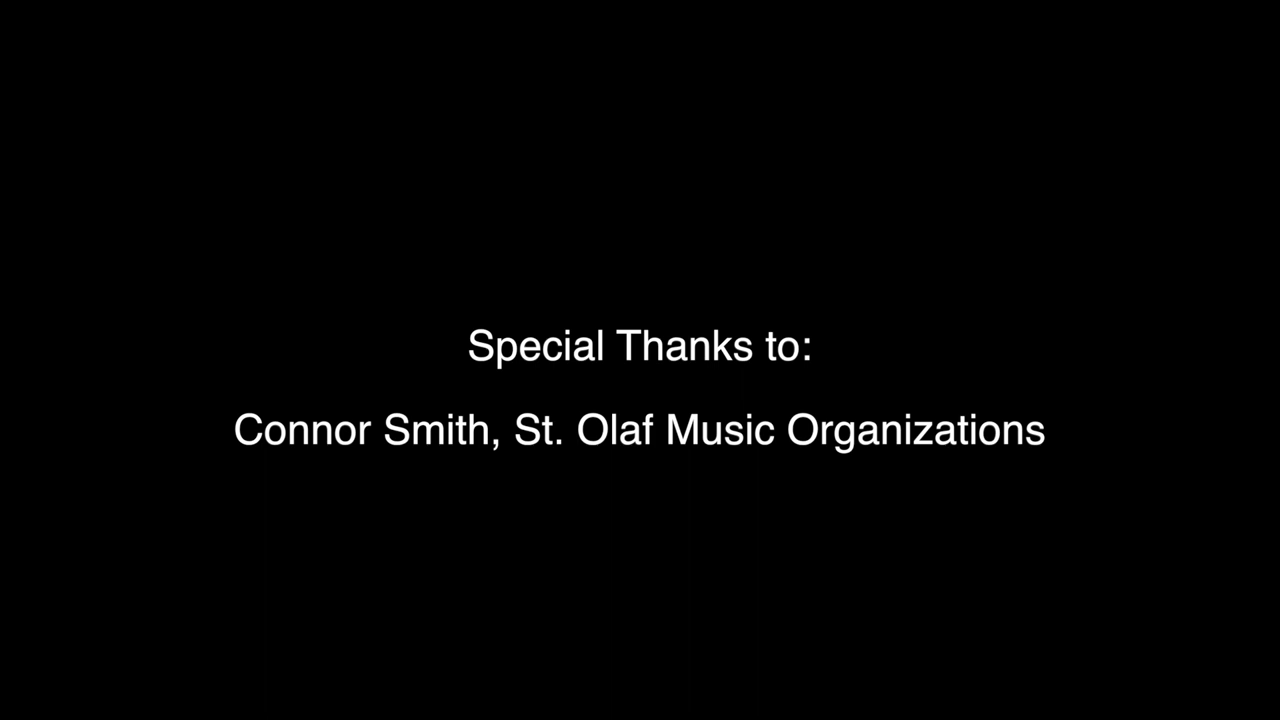 Special Thanks to:
Connor Smith, St. Olaf Music Organizations